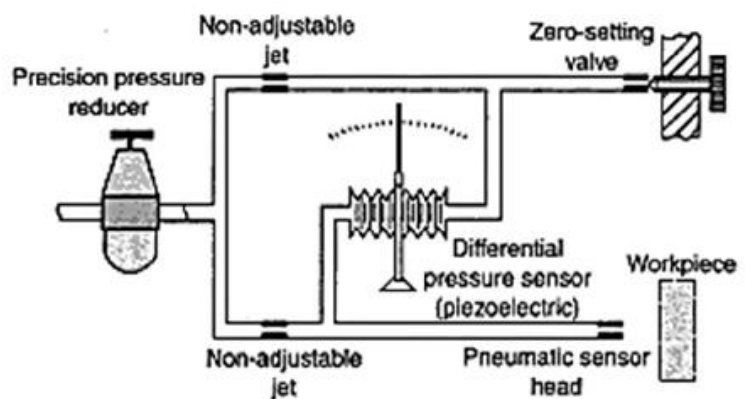 Non-adjustable
jet
Zero-setting
valve
Precision pressure
reducer
Differential
pressure sensor
(piezoelectric)
Workpiece
Non-adjustable
jet
Pneumatic sensor
head